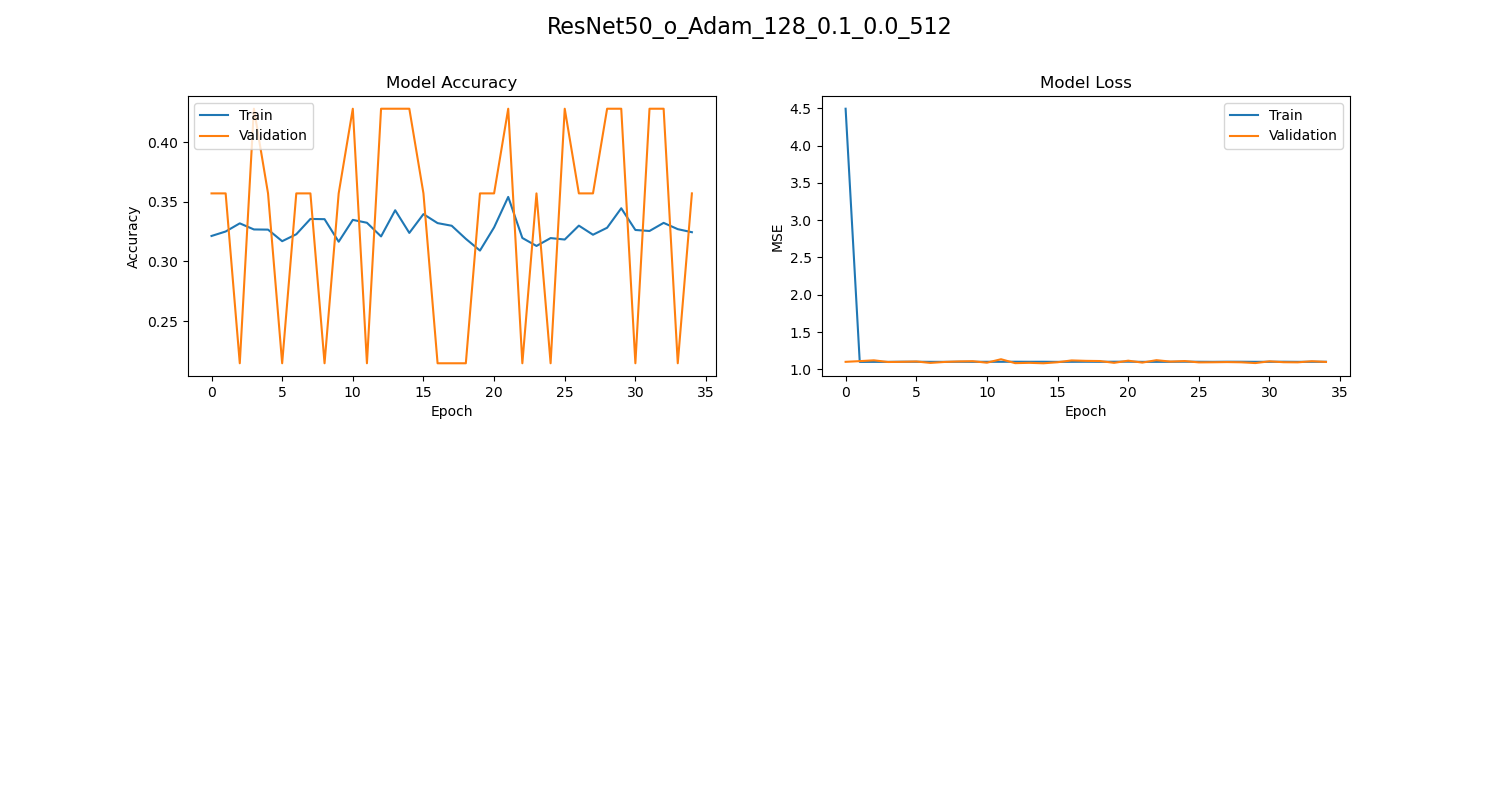 ResNet50_o_Adam_128_0.1_0.0_512
Model Accuracy
Train
Validation
0.40
0.35
0.30
0.25
Accuracy
0 5 10 15 20 25 30 35
Epoch
Model Loss
Train
Validation
4.5
4.0
3.5
3.0
2.5
2.0
1.5
1.0
MSE
0 5 10 15 20 25 30 35
Epoch